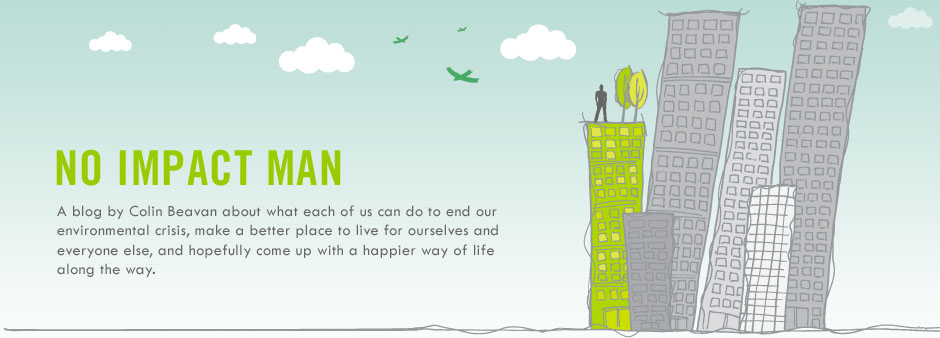 NO IMPACT MAN
A blog by Colin Beavan about what each of us can do to end our
environmental crisis, make a better place to live for ourselves and
everyone else, and hopefully come up with a happier way of life
along the way.